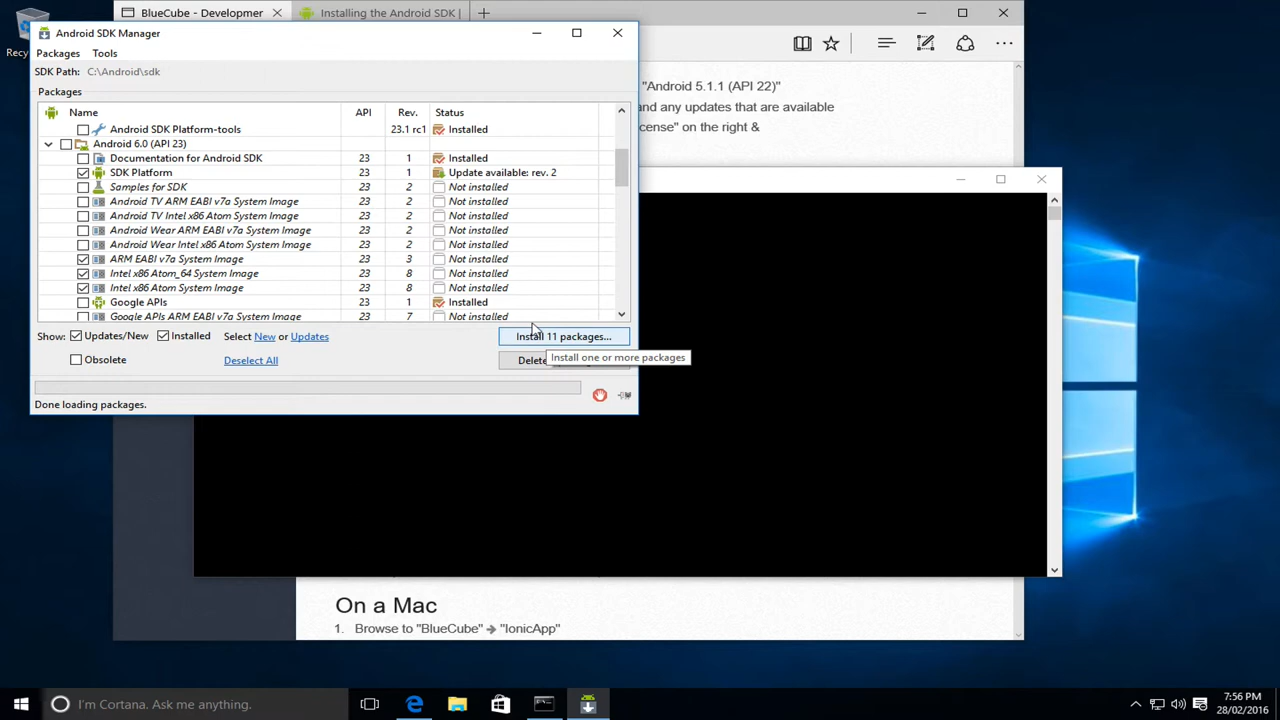 Recy
BlueCube - Developmer
Installing the Android SDK |
Android SDK Manager
Packages Tools
SDK Path: C:\Android\sdk
"Android 5.1.1 (API 22)"
Packages
and any updates that are available
Name API Rev. Status
cense" on the right &
Android SDK Platform-tools 23.1 rc1 Installed
Android 6.0 (API 23)
Documentation for Android SDK 23 1 Installed
SDK Platform 23 1 Update available: rev. 2
Samples for SDK 23 2 Not installed
Android TV ARM EABI v7a System Image 23 2 Not installed
Android TV Intel x86 Atom System Image 23 2 Not installed
Android Wear ARM EABI v7a System Image 23 2 Not installed
Android Wear Intel x86 Atom System Image 23 2 Not installed
ARM EABI v7a System Image 23 3 Not installed
Intel x86 Atom_64 System Image 23 8 Not installed
Intel x86 Atom System Image 23 8 Not installed
Google APIs 23 1 Installed
Google APIs ARM EABI v7a System Image 23 7 Not installed
Show: Updates/New Installed Select New or Updates Install 11 packages...
Obsolete Deselect All Delete
Install one or more packages
Done loading packages.
On a Mac
1. Browse to "BlueCube" → "IonicApp"
I'm Cortana. Ask me anything.
7:56 PM
28/02/2016